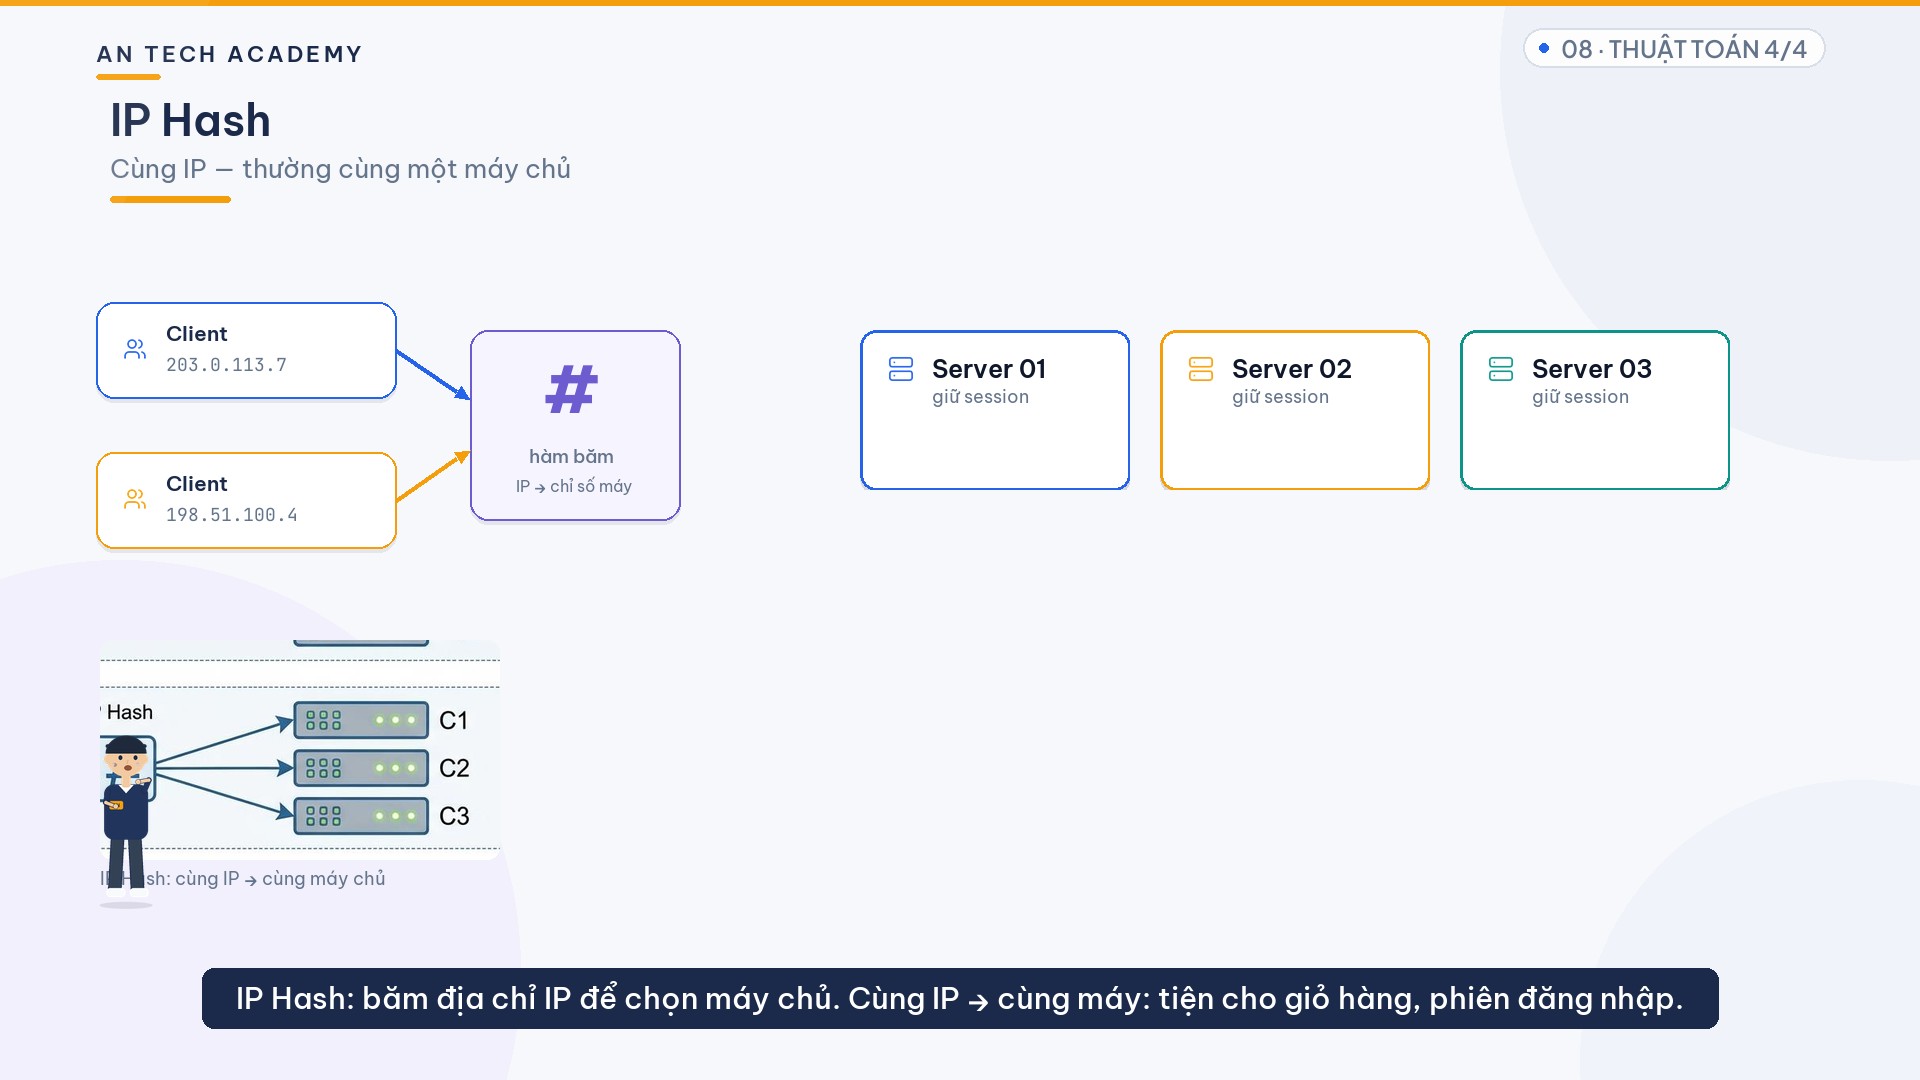 AN TECH ACADEMY
08 · THUẬT TOÁN 4/4
IP Hash
Cùng IP — thường cùng một máy chủ
Client
203.0.113.7
Client
198.51.100.4
#
hàm băm
IP → chỉ số máy
Server 01
giữ session
Server 02
giữ session
Server 03
giữ session
Hash
C1
C2
C3
IP Hash: cùng IP → cùng máy chủ
IP Hash: băm địa chỉ IP để chọn máy chủ. Cùng IP → cùng máy: tiện cho giỏ hàng, phiên đăng nhập.